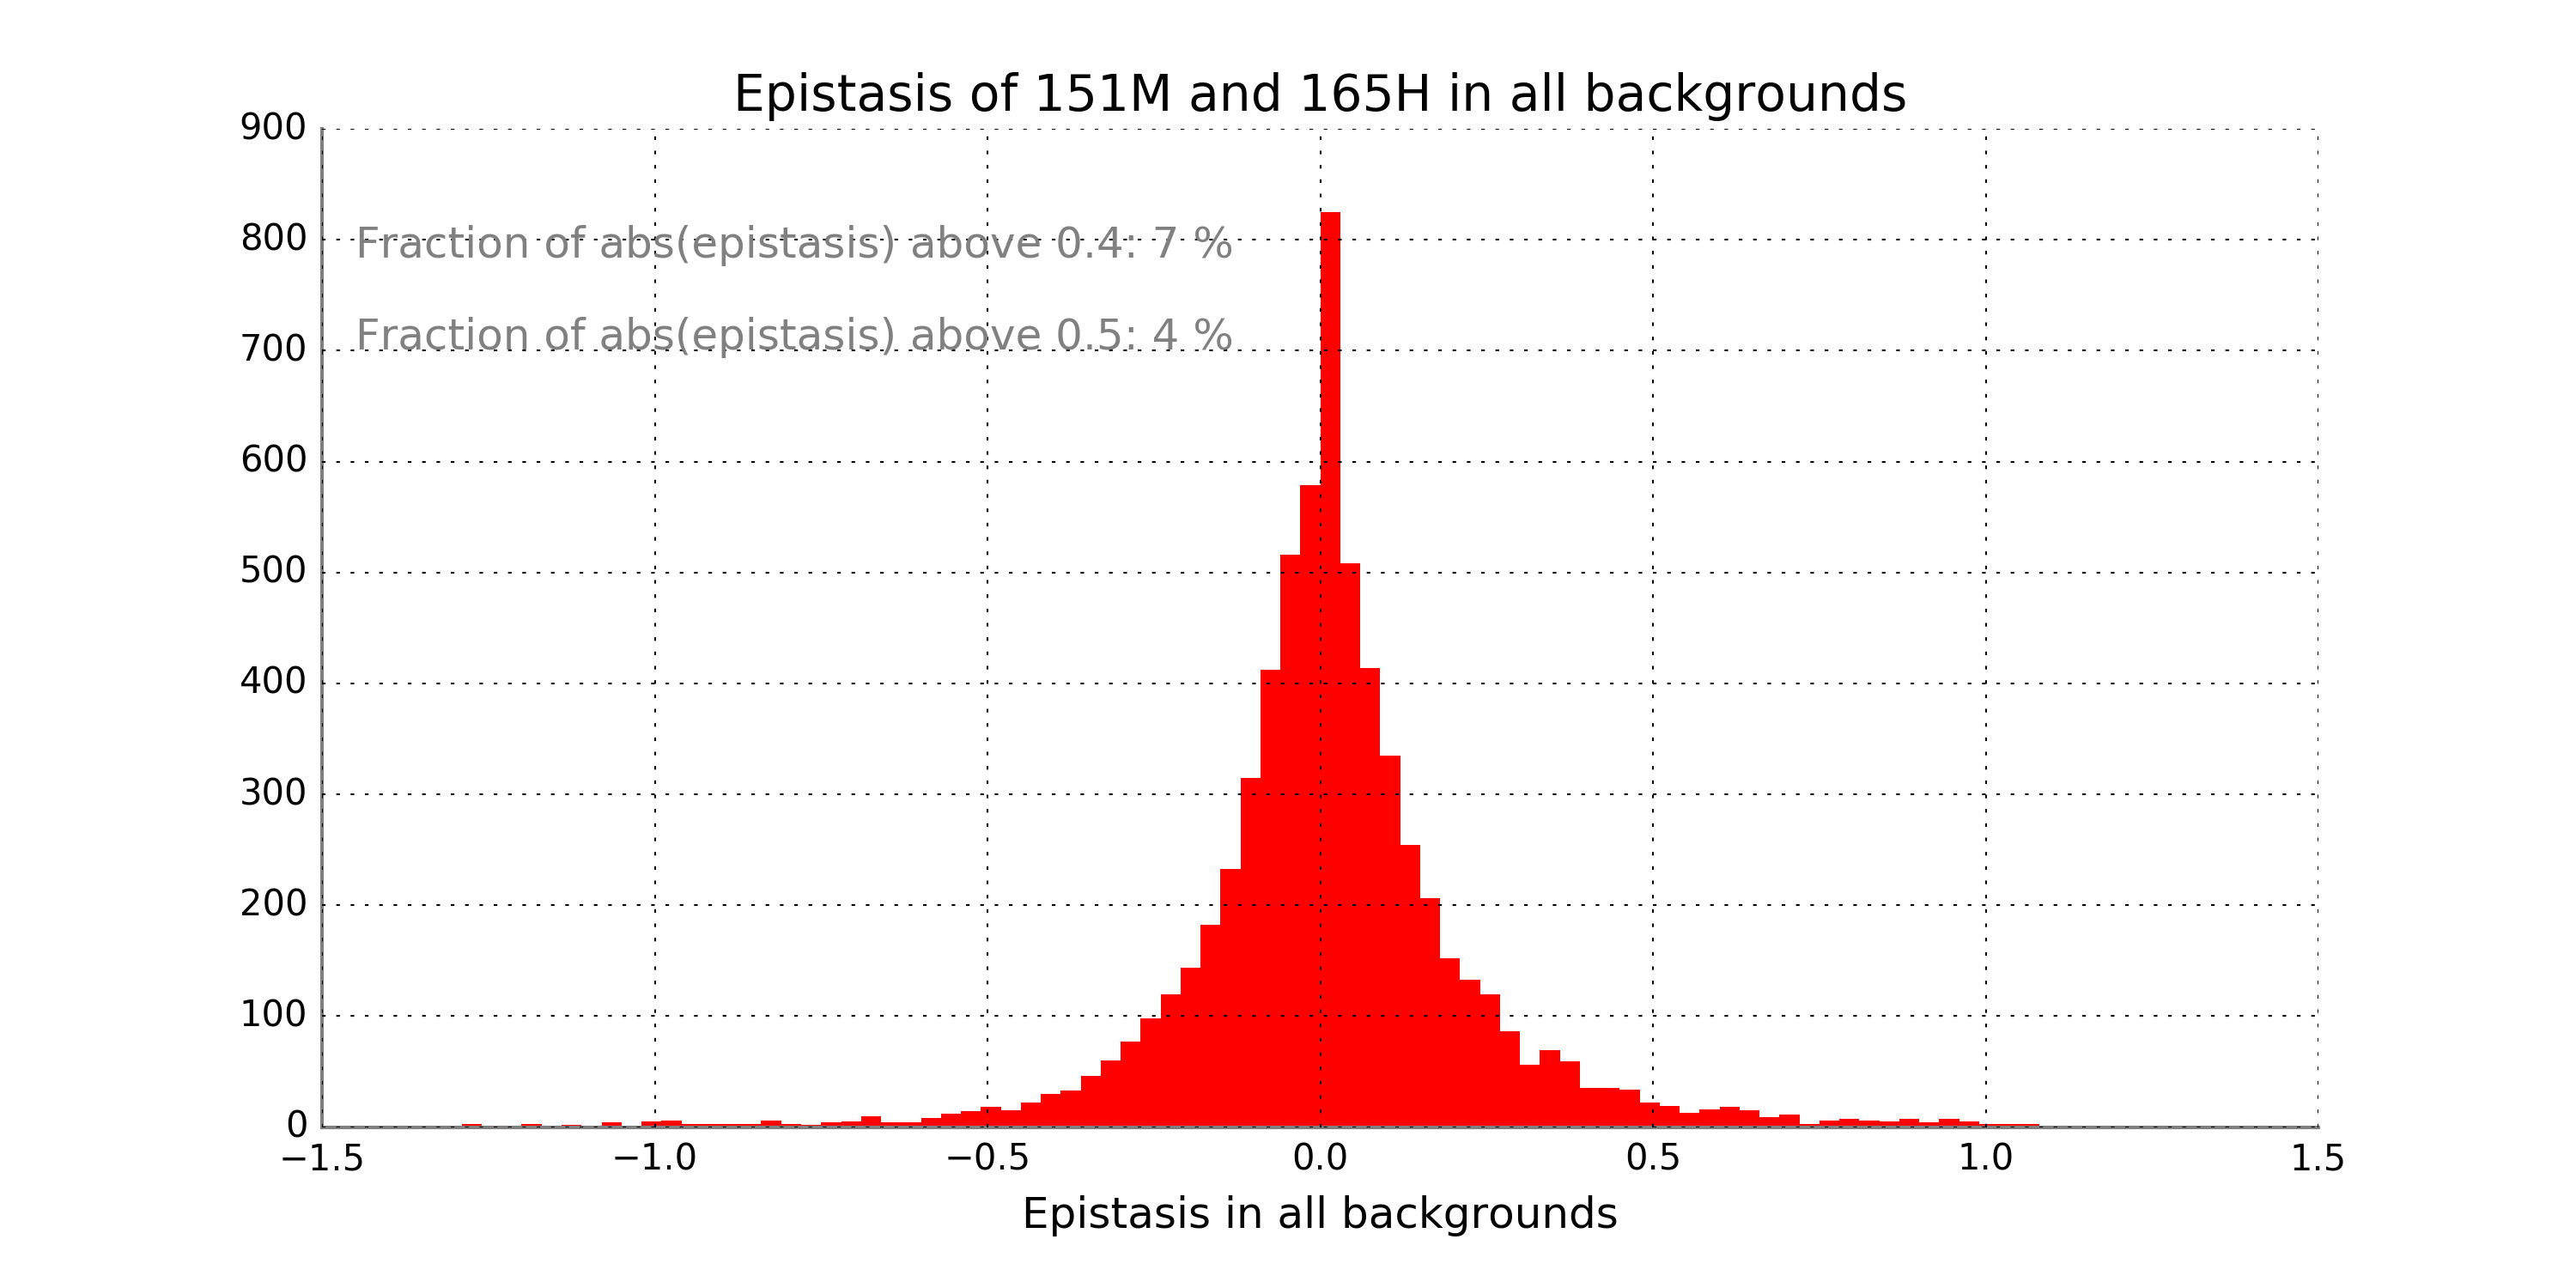 Epistasis of 151M and 165H in all backgrounds
900
800
Fraction of abs(epistasis) above 0.4: 7 %
700
Fraction of abs(epistasis) above 0.5: 4 %
600
500
400
300
200
100
0
−1.5 −1.0 −0.5 0.0 0.5 1.0 1.5
Epistasis in all backgrounds